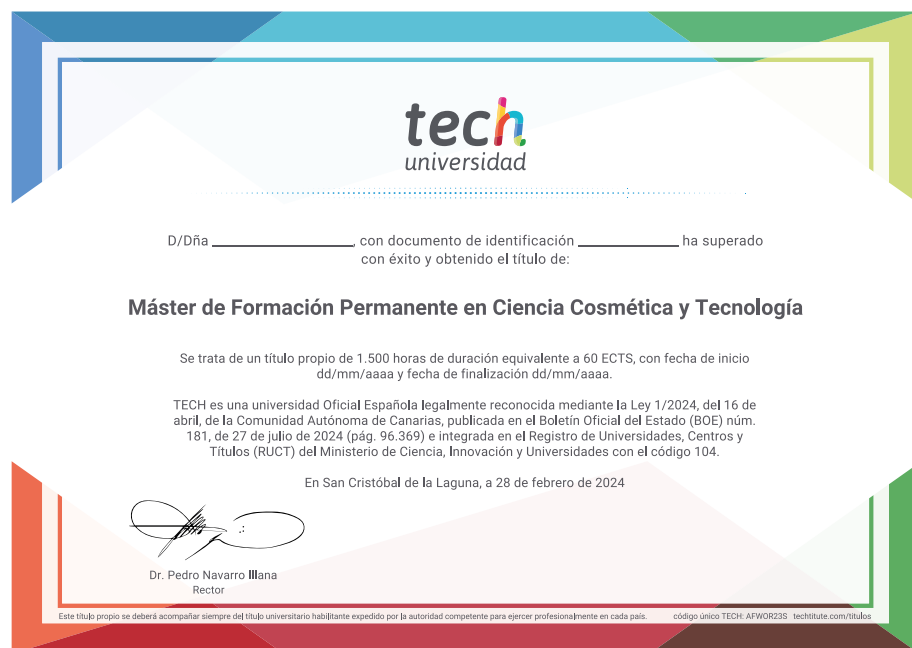 tech
universidad
D/Dña ____________________, con documento de identificación ______________ ha superado
con éxito y obtenido el título de:
Máster de Formación Permanente en Ciencia Cosmética y Tecnología
Se trata de un título propio de 1.500 horas de duración equivalente a 60 ECTS, con fecha de inicio
dd/mm/aaaa y fecha de finalización dd/mm/aaaa.
TECH es una universidad Oficial Española legalmente reconocida mediante la Ley 1/2024, del 16 de
abril, de la Comunidad Autónoma de Canarias, publicada en el Boletín Oficial del Estado (BOE) núm.
181, de 27 de julio de 2024 (pág. 96.369) e integrada en el Registro de Universidades, Centros y
Títulos (RUCT) del Ministerio de Ciencia, Innovación y Universidades con el código 104.
En San Cristóbal de la Laguna, a 28 de febrero de 2024
Dr. Pedro Navarro Illana
Rector
Este título propio se deberá acompañar siempre del título universitario habilitante expedido por la autoridad competente para ejercer profesionalmente en cada país. código único TECH: AFWOR23S techtitute.com/titulos